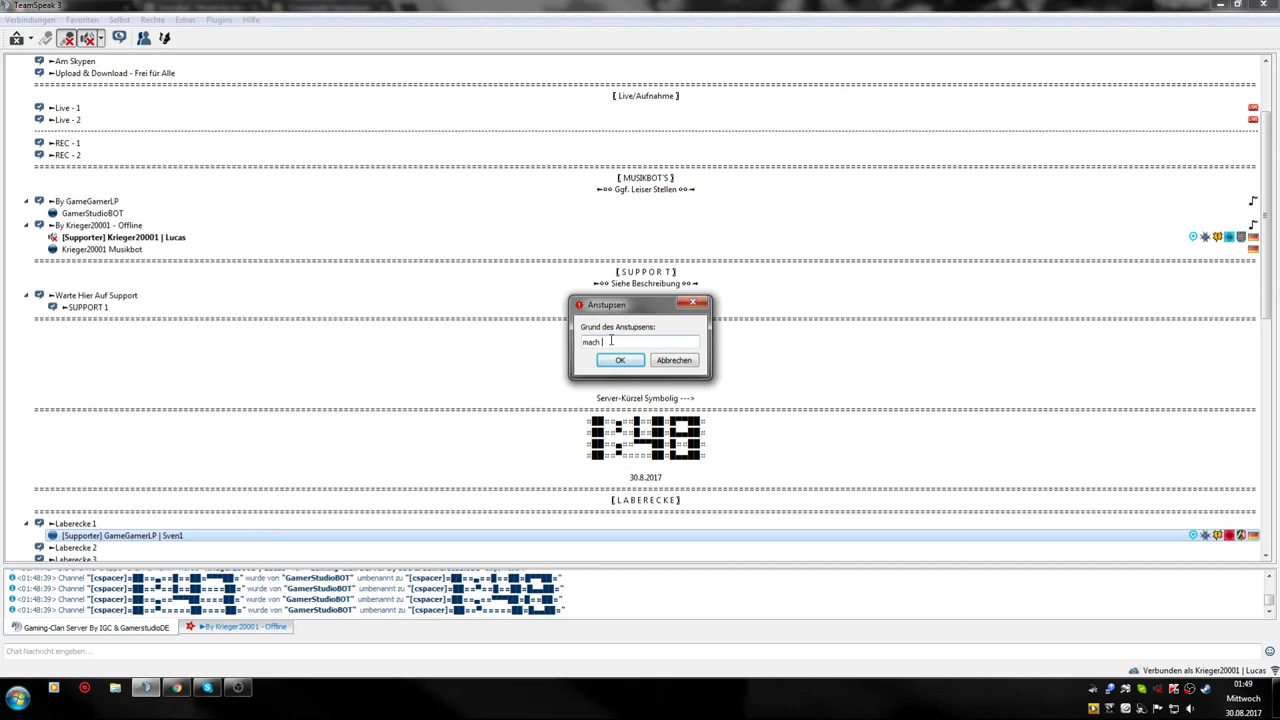 TeamSpeak 3
Verbindungen Favoriten Selbst Rechte Extras Plugins Hilfe
►Am Skypen
►Upload & Download - Frei für Alle
[ Live/Aufnahme ]
►Live - 1
►Live - 2
►REC - 1
►REC - 2
[ MUSIKBOT'S ]
►oo Ggf. Leiser Stellen oo◄
►By GameGamerLP
GamerStudioBOT
►By Krieger20001 - Offline
[Supporter] Krieger20001 | Lucas
Krieger20001 Musikbot
[ S U P P O R T ]
►oo Siehe Beschreibung oo◄
►Warte Hier Auf Support
►SUPPORT 1
Anstupsen
Grund des Anstupsens:
mach
OK Abbrechen
Server-Kürzel Symbolig --->
30.8.2017
[ L A B E R E C K E ]
►Laberecke 1
[Supporter] GameGamerLP | Sven1
►Laberecke 2
►Laberecke 3
<01:48:39> Channel "[cspacer]=██==▄==█==██=▀▀▀██=" wurde von "GamerStudioBOT" umbenannt zu "[cspacer]=██==▄==█==██=█▀▀██="
<01:48:39> Channel "[cspacer]=██==▀==█==██====██=" wurde von "GamerStudioBOT" umbenannt zu "[cspacer]=██==▀==█==██=█▄▄██="
<01:48:39> Channel "[cspacer]=██==▄==▀▀▀██====██=" wurde von "GamerStudioBOT" umbenannt zu "[cspacer]=██==▄==▀▀▀██=█==██="
<01:48:39> Channel "[cspacer]=██==▀=====██====██=" wurde von "GamerStudioBOT" umbenannt zu "[cspacer]=██==▀=====██=█▄▄██="
Gaming-Clan Server By IGC & GamerstudioDE ►By Krieger20001 - Offline
Chat Nachricht eingeben...
Verbunden als Krieger20001 | Lucas
01:49
Mittwoch
30.08.2017